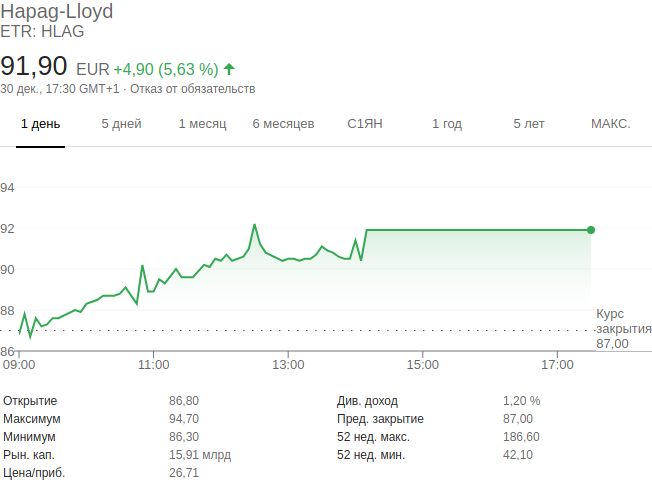 Hapag-Lloyd
ETR: HLAG
91,90 EUR +4,90 (5,63 %)
30 дек., 17:30 GMT+1 · Отказ от обязательств
1 день 5 дней 1 месяц 6 месяцев С1ЯН 1 год 5 лет МАКС.
94
92
90
88
Курс
закрытия
87,00
86
09:00 11:00 13:00 15:00 17:00
Открытие 86,80 Див. доход 1,20 %
Максимум 94,70 Пред. закрытие 87,00
Минимум 86,30 52 нед. макс. 186,60
Рын. кап. 15,91 млрд 52 нед. мин. 42,10
Цена/приб. 26,71